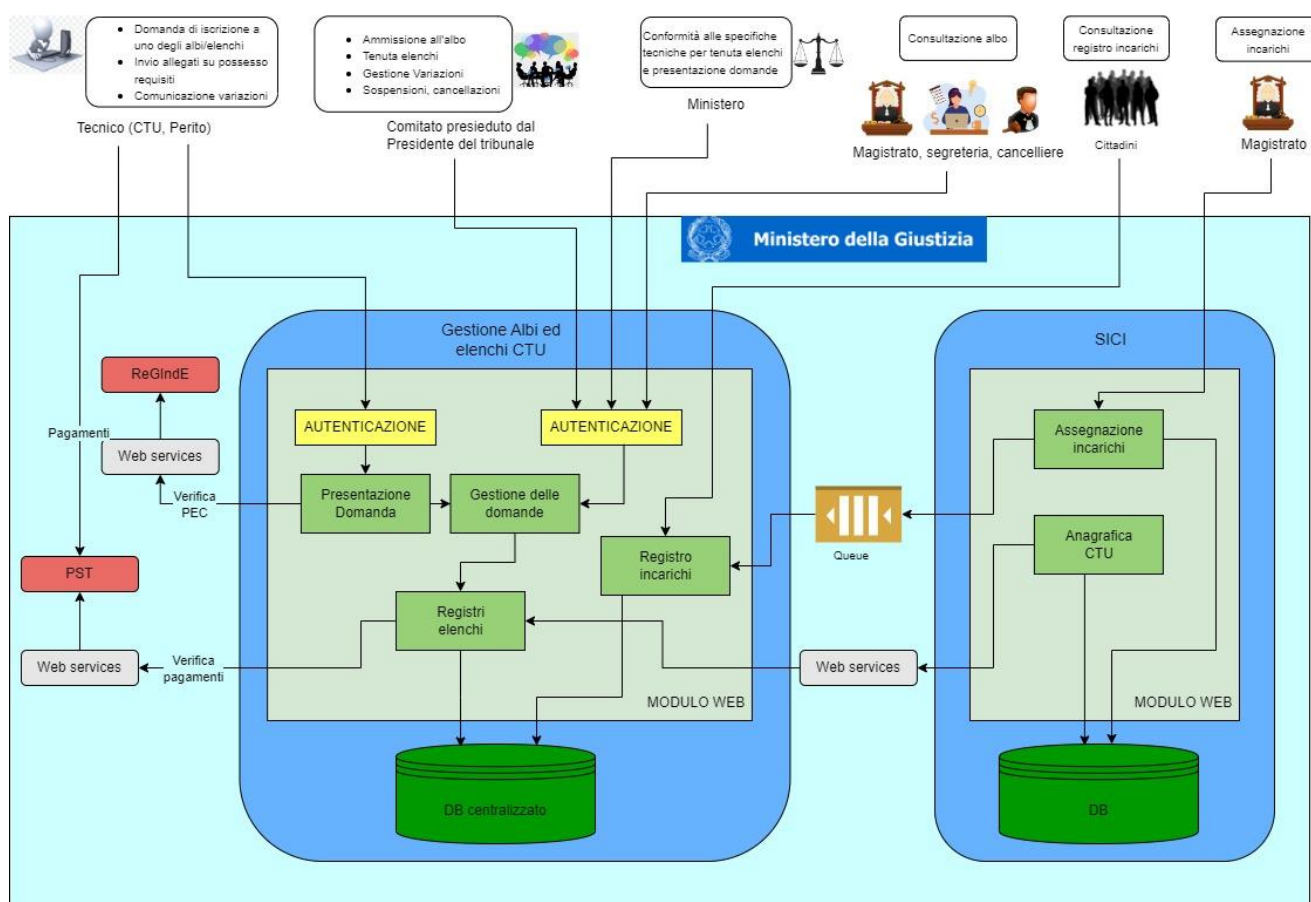 Domanda di iscrizione a
uno degli albi/elenchi
Invio allegati su possesso
requisiti
Comunicazione variazioni
Tecnico (CTU, Perito)
Ammissione all'albo
Tenuta elenchi
Gestione Variazioni
Sospensioni, cancellazioni
Comitato presieduto dal
Presidente del tribunale
Conformità alle specifiche
tecniche per tenuta elenchi
e presentazione domande
Ministero
Consultazione albo
Magistrato, segreteria, cancelliere
Consultazione
registro incarichi
Cittadini
Assegnazione
incarichi
Magistrato
Ministero della Giustizia
Gestione Albi ed
elenchi CTU
SICI
ReGIndE
Pagamenti
Web services
Verifica
PEC
AUTENTICAZIONE
AUTENTICAZIONE
Presentazione
Domanda
Gestione delle
domande
Registro
incarichi
Registri
elenchi
Queue
Assegnazione
incarichi
Anagrafica
CTU
PST
Web services
Verifica
pagamenti
Web services
MODULO WEB
MODULO WEB
DB centralizzato
DB